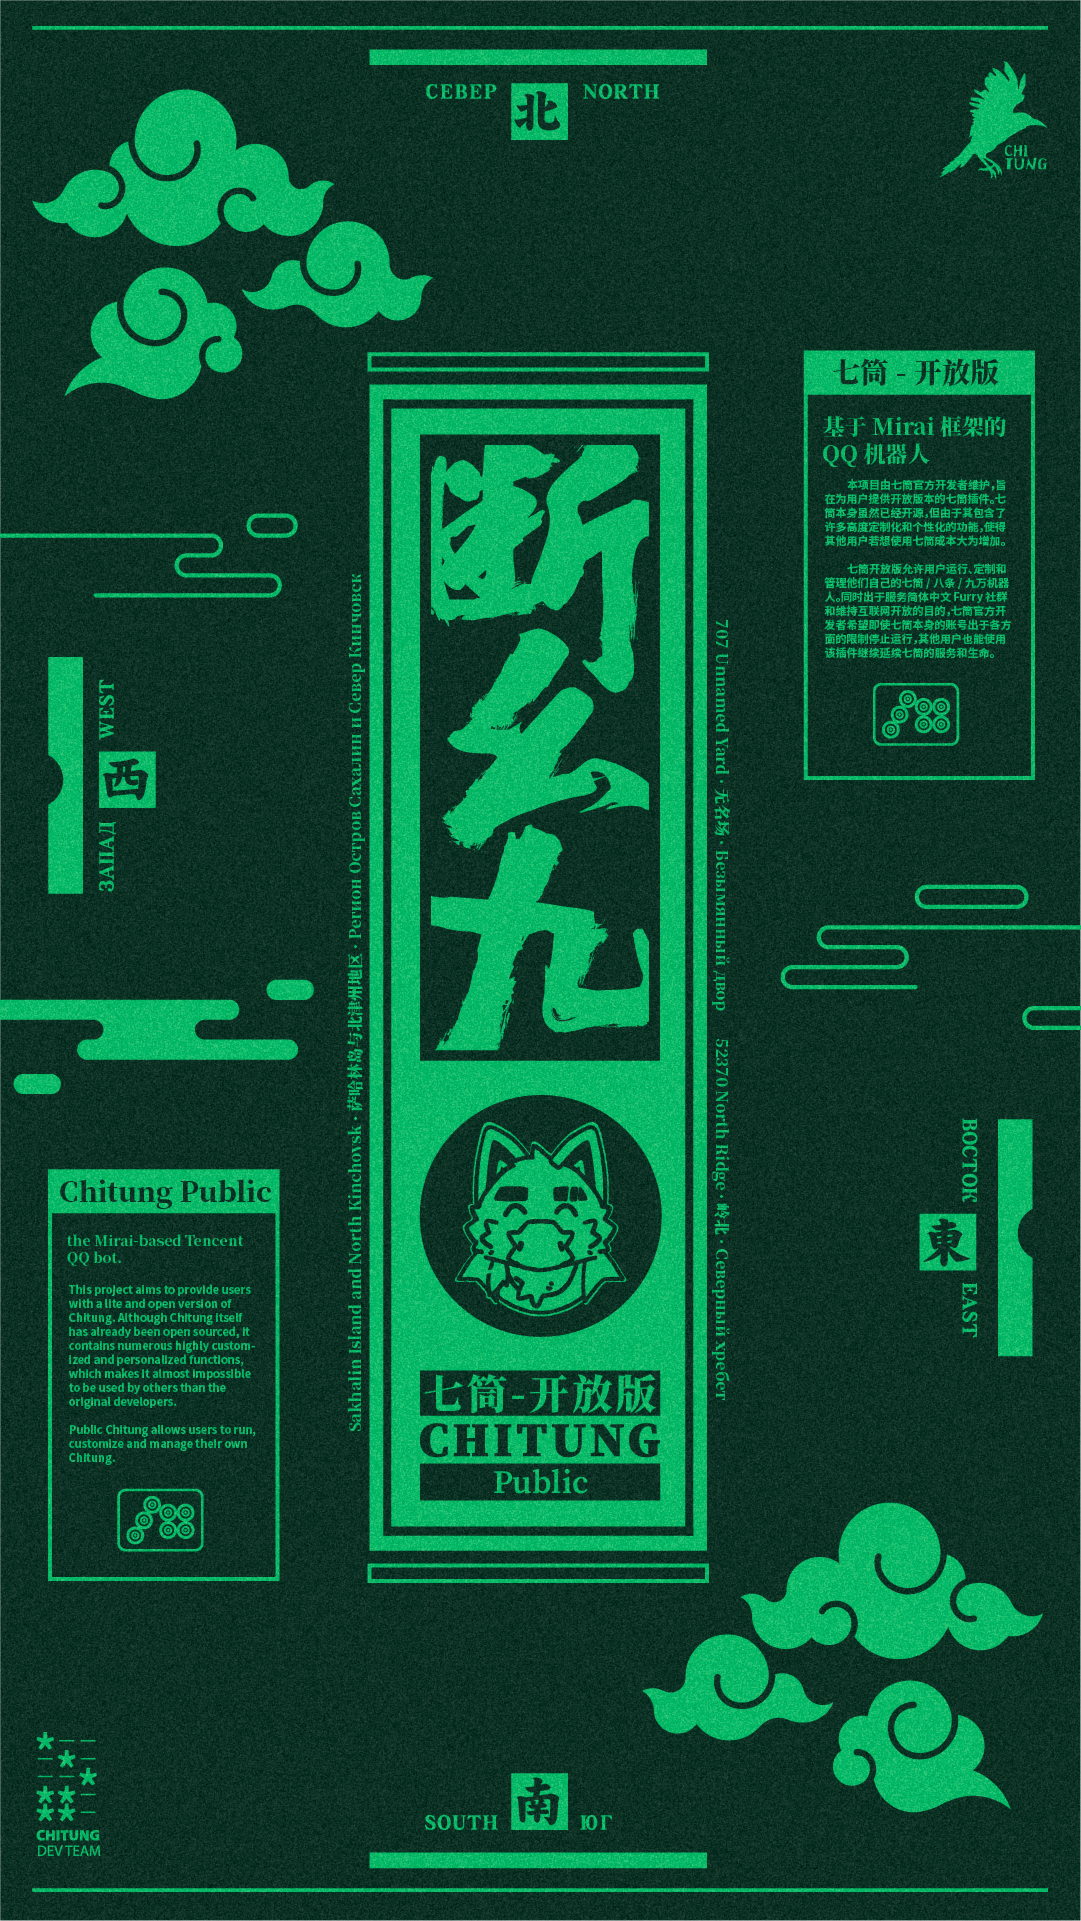 СЕВЕР 北 NORTH
CHI
TUNG
七筒 - 开放版
基于 Mirai 框架的
QQ 机器人
本项目由七筒官方开发者维护,旨
在为用户提供开放版本的七筒插件。七
筒本身虽然已经开源,但由于其包含了
许多高度定制化和个性化的功能,使得
其他用户若想使用七筒成本大为增加。
七筒开放版允许用户运行、定制和
管理他们自己的七筒 / 八条 / 九万机器
人。同时出于服务简体中文 Furry 社群
和维持互联网开放的目的,七筒官方开
发者希望即使七筒本身的账号出于各方
面的限制停止运行,其他用户也能使用
该插件继续延续七筒的服务和生命。
断幺九
ЗАПАД 西 WEST
Sakhalin Island and North Kinchovsk · 萨哈林岛与北津州地区 · Регион Остров Сахалин и Север Кинчовск
707 Unnamed Yard · 无名场 · Безымянный двор 52370 North Ridge · 岭北 · Северный хребет
ВОСТОК 東 EAST
Chitung Public
the Mirai-based Tencent
QQ bot.
This project aims to provide users
with a lite and open version of
Chitung. Although Chitung itself
has already been open sourced, it
contains numerous highly custom-
ized and personalized functions,
which makes it almost impossible
to be used by others than the
original developers.
Public Chitung allows users to run,
customize and manage their own
Chitung.
七筒-开放版
CHITUNG
Public
CHITUNG
DEV TEAM
SOUTH 南 ЮГ